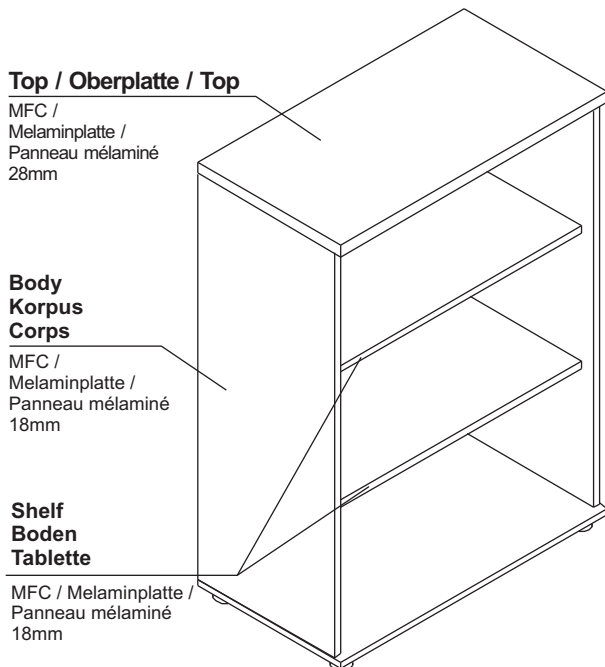 Top / Oberplatte / Top
MFC /
Melaminplatte /
Panneau mélaminé
28mm
Body
Korpus
Corps
MFC /
Melaminplatte /
Panneau mélaminé
18mm
Shelf
Boden
Tablette
MFC / Melaminplatte /
Panneau mélaminé
18mm